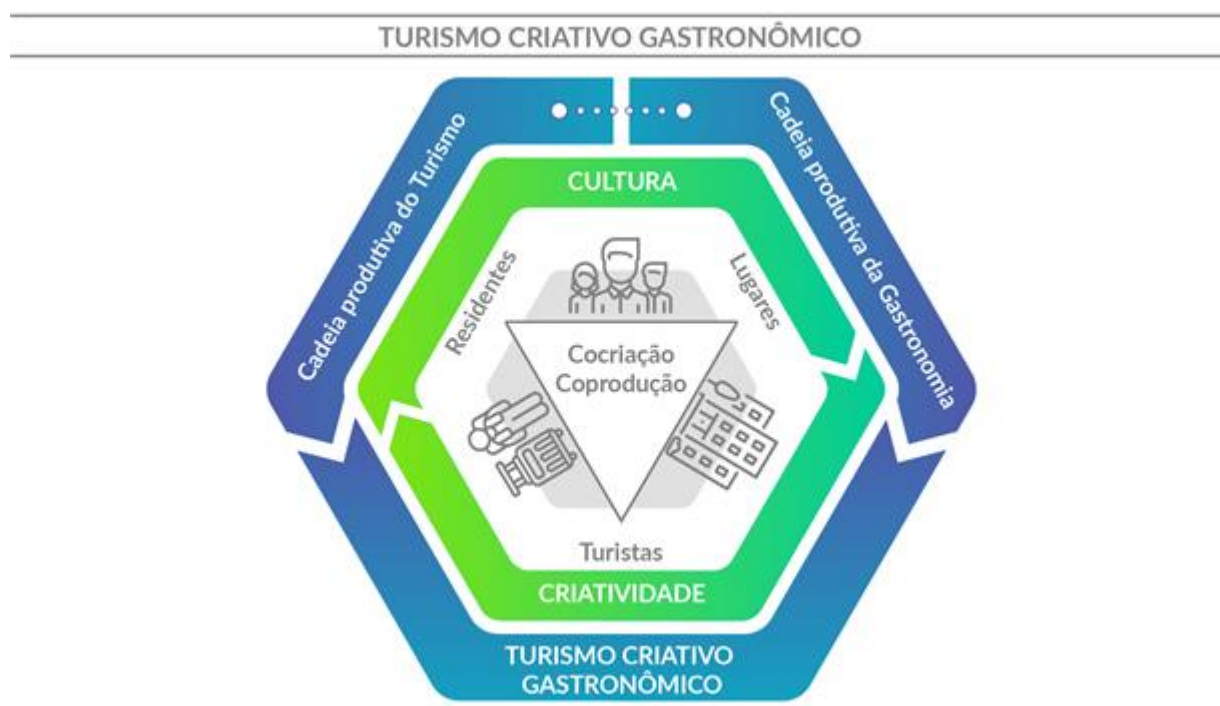 TURISMO CRIATIVO GASTRONÔMICO
Cadeia produtiva do Turismo
Cadeia produtiva da Gastronomia
CULTURA
Residentes
Lugares
Cocriação
Coprodução
Turistas
CRIATIVIDADE
TURISMO CRIATIVO
GASTRONÔMICO